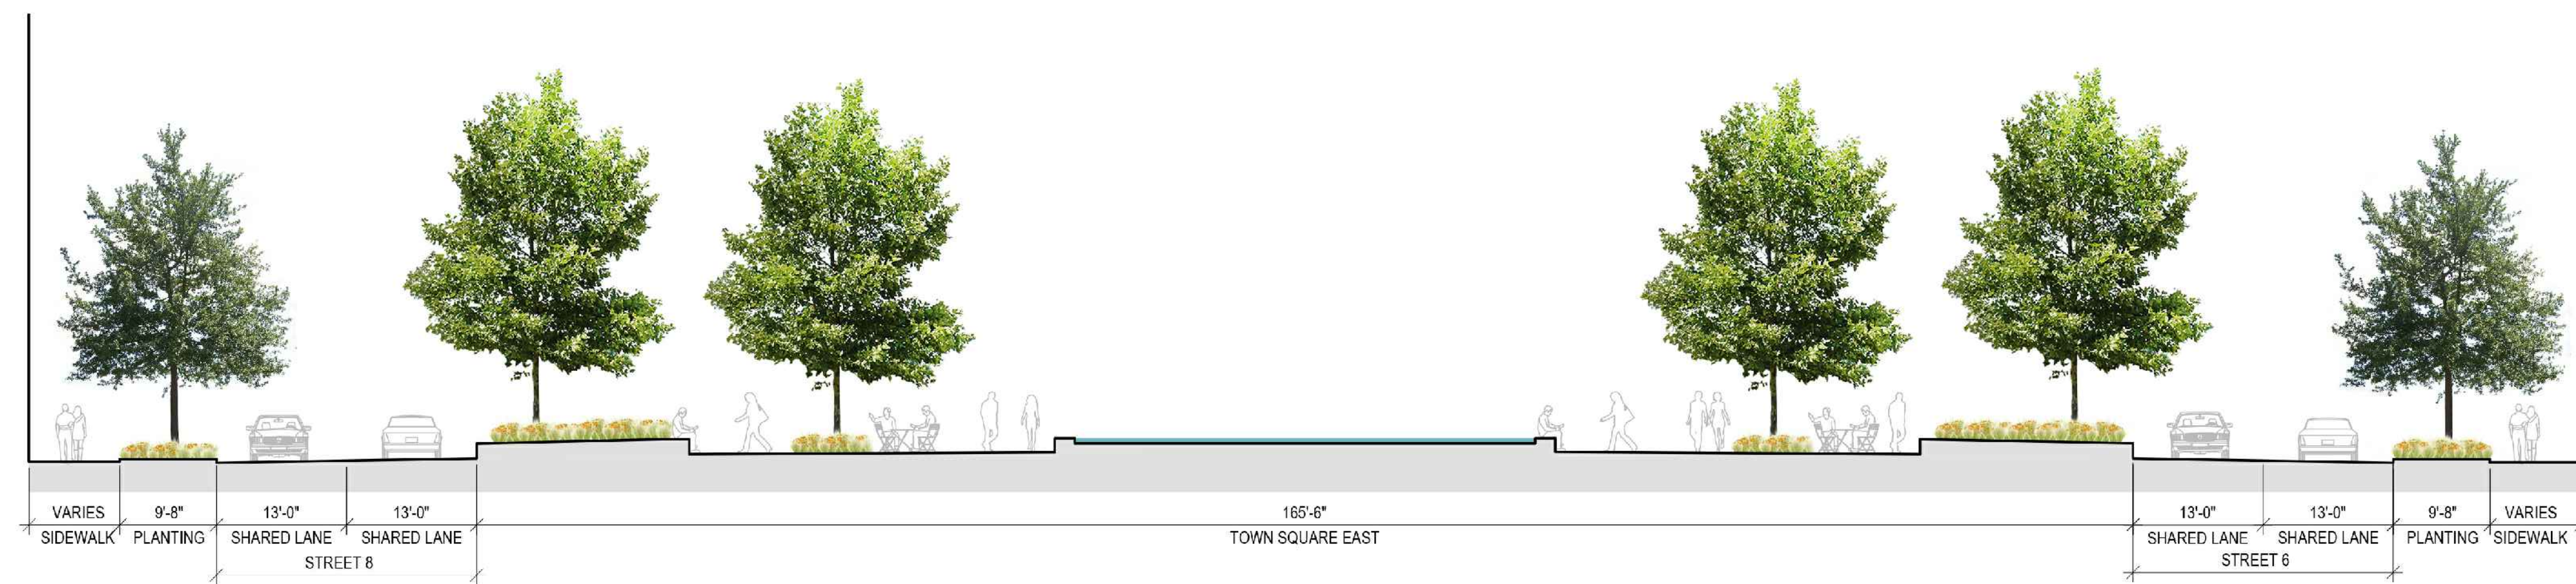 VARIES 9'-8" 13'-0" 13'-0" 165'-6" 13'-0" 13'-0" 9'-8" VARIES
SIDEWALK PLANTING SHARED LANE SHARED LANE TOWN SQUARE EAST SHARED LANE SHARED LANE PLANTING SIDEWALK
STREET 8 STREET 6